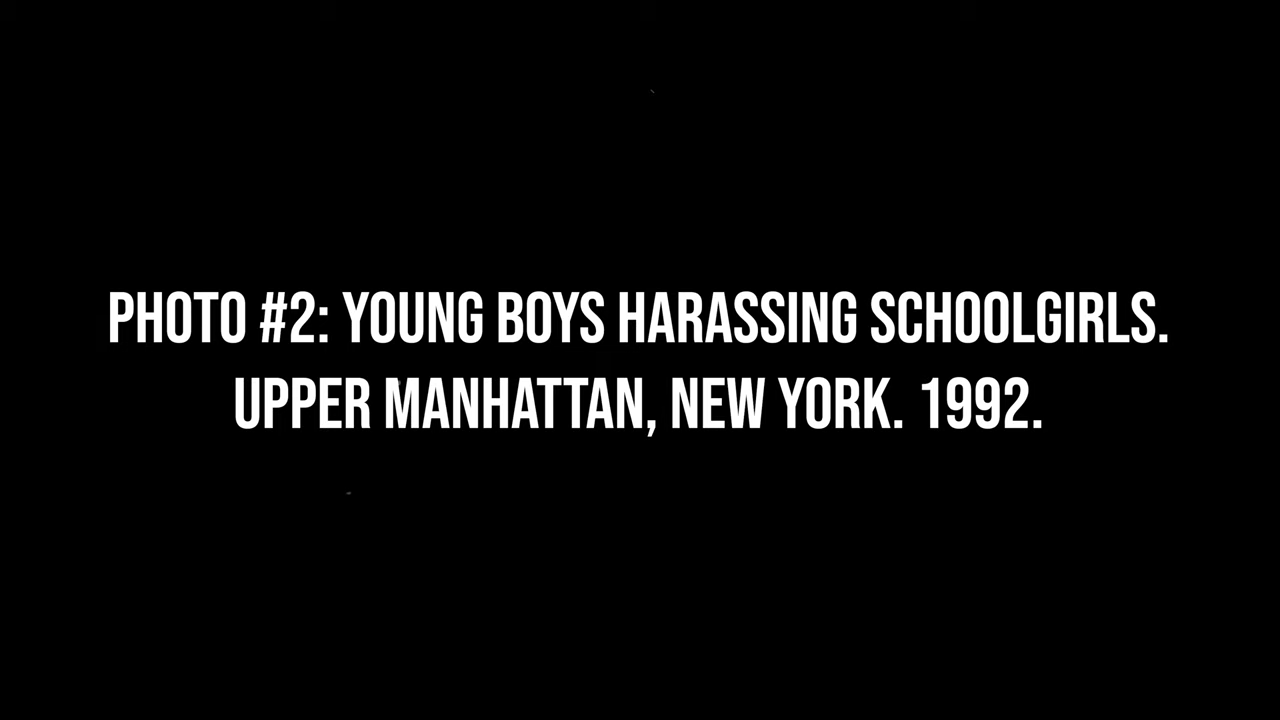 PHOTO #2: YOUNG BOYS HARASSING SCHOOLGIRLS.
UPPER MANHATTAN, NEW YORK. 1992.